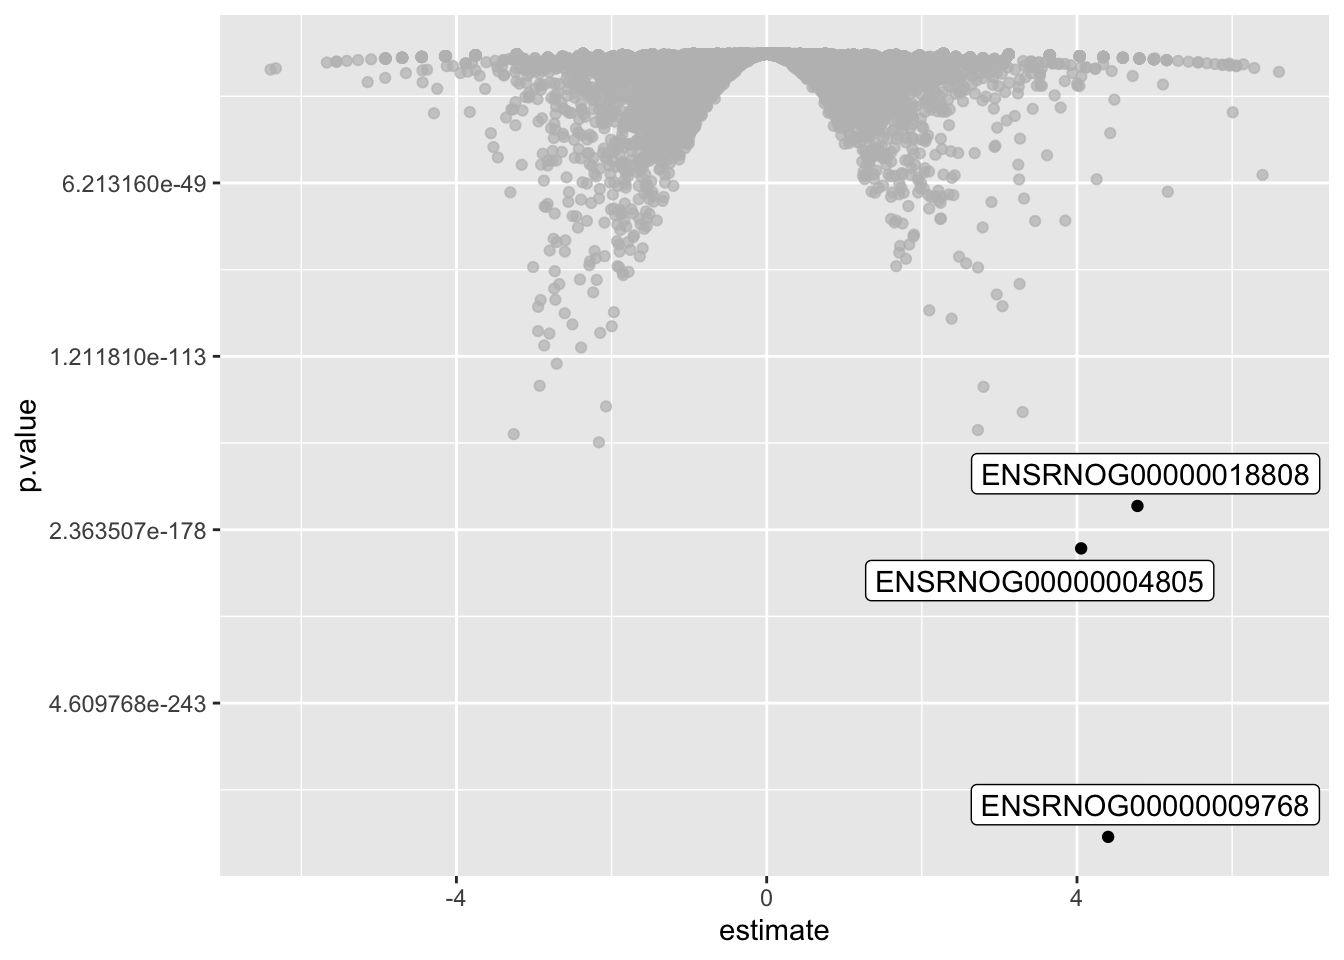 6.213160e-49
1.211810e-113
2.363507e-178
4.609768e-243
p.value
ENSRNOG00000018808
ENSRNOG00000004805
ENSRNOG00000009768
-4
0
4
estimate